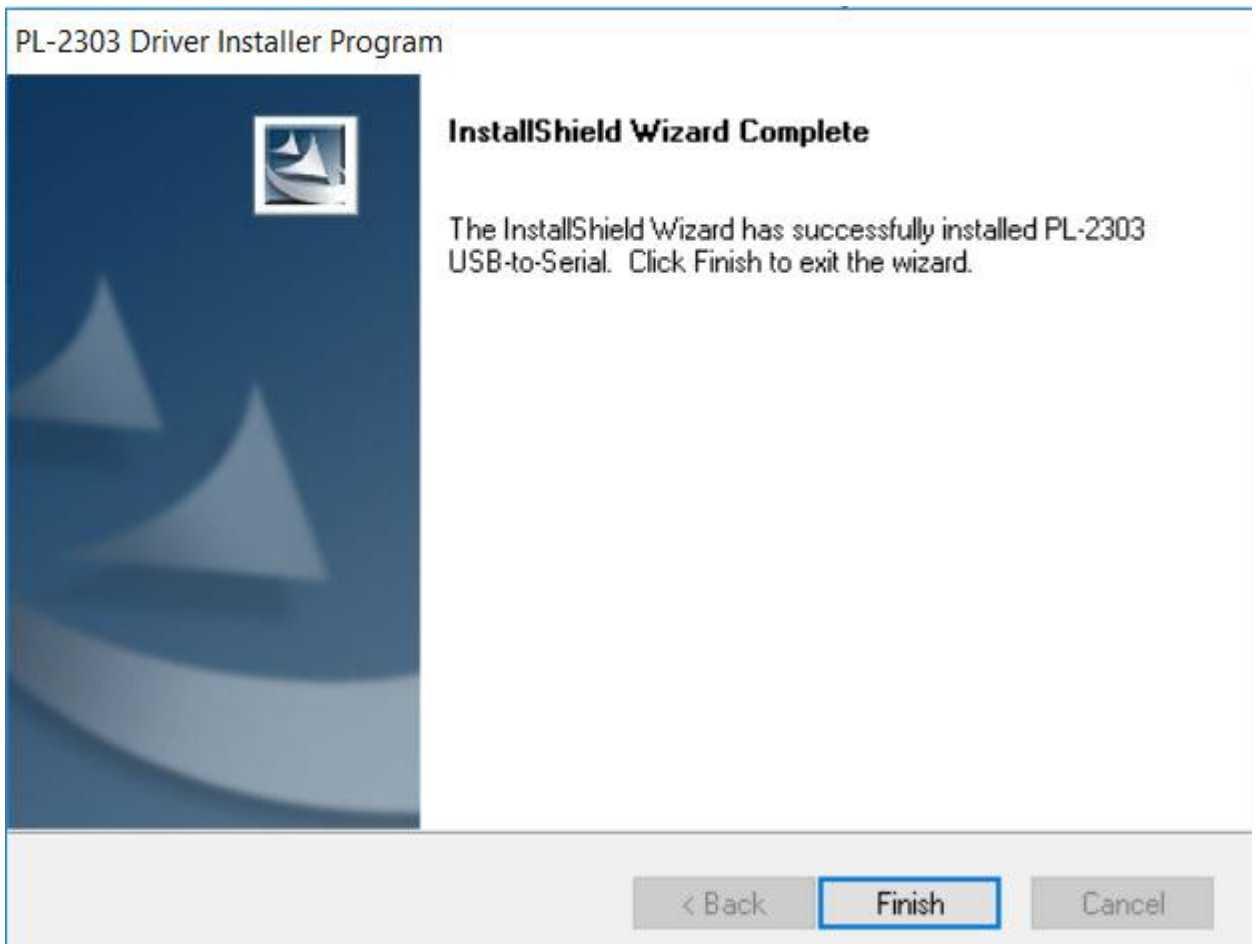 PL-2303 Driver Installer Program
InstallShield Wizard Complete
The InstallShield Wizard has successfully installed PL-2303
USB-to-Serial.  Click Finish to exit the wizard.
< Back
Finish
Cancel